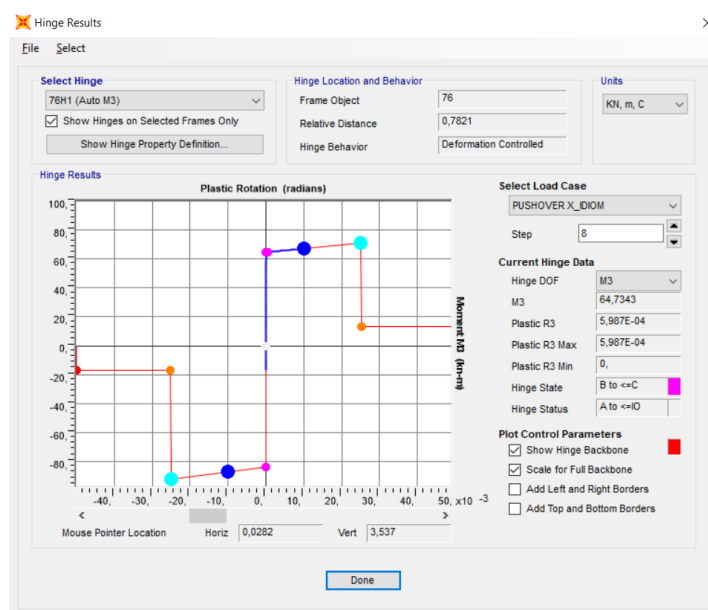 Hinge Results
File Select
Select Hinge
76H1 (Auto M3)
Show Hinges on Selected Frames Only
Show Hinge Property Definition...
Hinge Location and Behavior
Frame Object 76
Relative Distance 0,7821
Hinge Behavior Deformation Controlled
Units
KN, m, C
Hinge Results
Plastic Rotation (radians)
100,
80,
60,
40,
20,
0,
-20,
-40,
-60,
-80,
Moment M3 (kn-m)
-40, -30, -20, -10, 0, 10, 20, 30, 40, 50, x10 -3
< >
Mouse Pointer Location Horiz 0,0282 Vert 3,537
Select Load Case
PUSHOVER X_IDIOM
Step 8
Current Hinge Data
Hinge DOF M3
M3 64,7343
Plastic R3 5,987E-04
Plastic R3 Max 5,987E-04
Plastic R3 Min 0,
Hinge State B to <=C
Hinge Status A to <=IO
Plot Control Parameters
Show Hinge Backbone
Scale for Full Backbone
Add Left and Right Borders
Add Top and Bottom Borders
Done